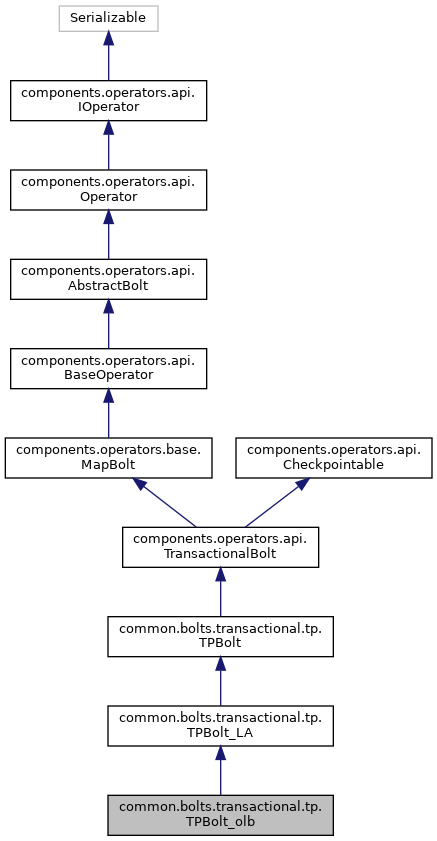 Serializable
components.operators.api.
IOperator
components.operators.api.
Operator
components.operators.api.
AbstractBolt
components.operators.api.
BaseOperator
components.operators.base.
MapBolt
components.operators.api.
Checkpointable
components.operators.api.
TransactionalBolt
common.bolts.transactional.tp.
TPBolt
common.bolts.transactional.tp.
TPBolt_LA
common.bolts.transactional.tp.
TPBolt_olb